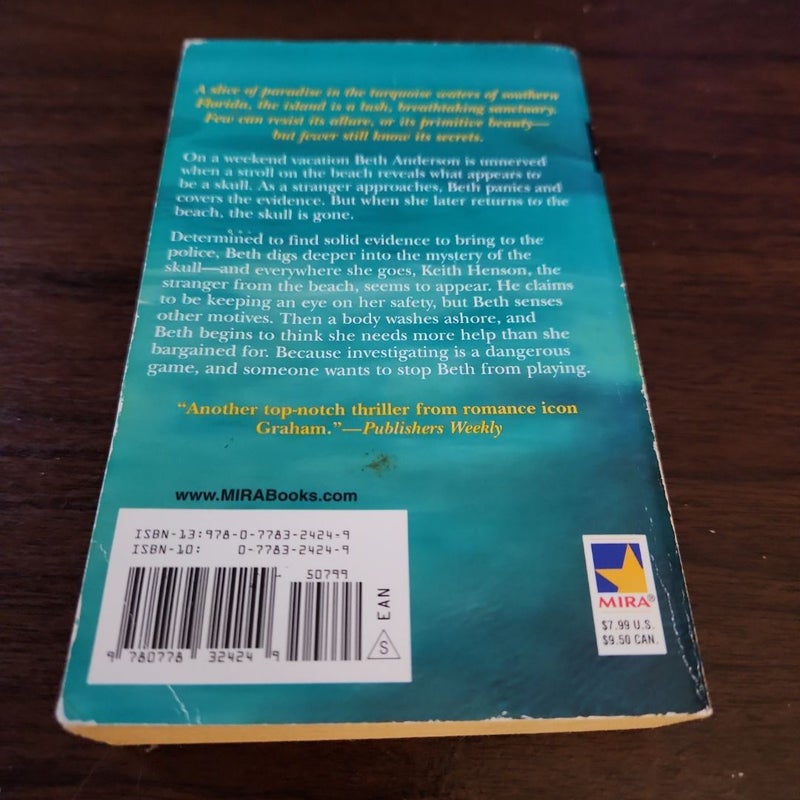 A slice of paradise in the turquoise waters of southern
Florida, the island is a lush, breathtaking sanctuary.
Few can resist its allure, or its primitive beauty—
but fewer still know its secrets.
On a weekend vacation Beth Anderson is unnerved
when a stroll on the beach reveals what appears to
be a skull. As a stranger approaches, Beth panics and
covers the evidence. But when she later returns to the
beach, the skull is gone.
Determined to find solid evidence to bring to the
police, Beth digs deeper into the mystery of the
skull—and everywhere she goes, Keith Henson, the
stranger from the beach, seems to appear. He claims
to be keeping an eye on her safety, but Beth senses
other motives. Then a body washes ashore, and
Beth begins to think she needs more help than she
bargained for. Because investigating is a dangerous
game, and someone wants to stop Beth from playing.
“Another top-notch thriller from romance icon
Graham.”—Publishers Weekly
www.MIRABooks.com
ISBN-13:978-0-7783-2424-9
ISBN-10: 0-7783-2424-9
50799
EAN
S
9 780778 324249
MIRA®
$7.99 U.S.
$9.50 CAN.